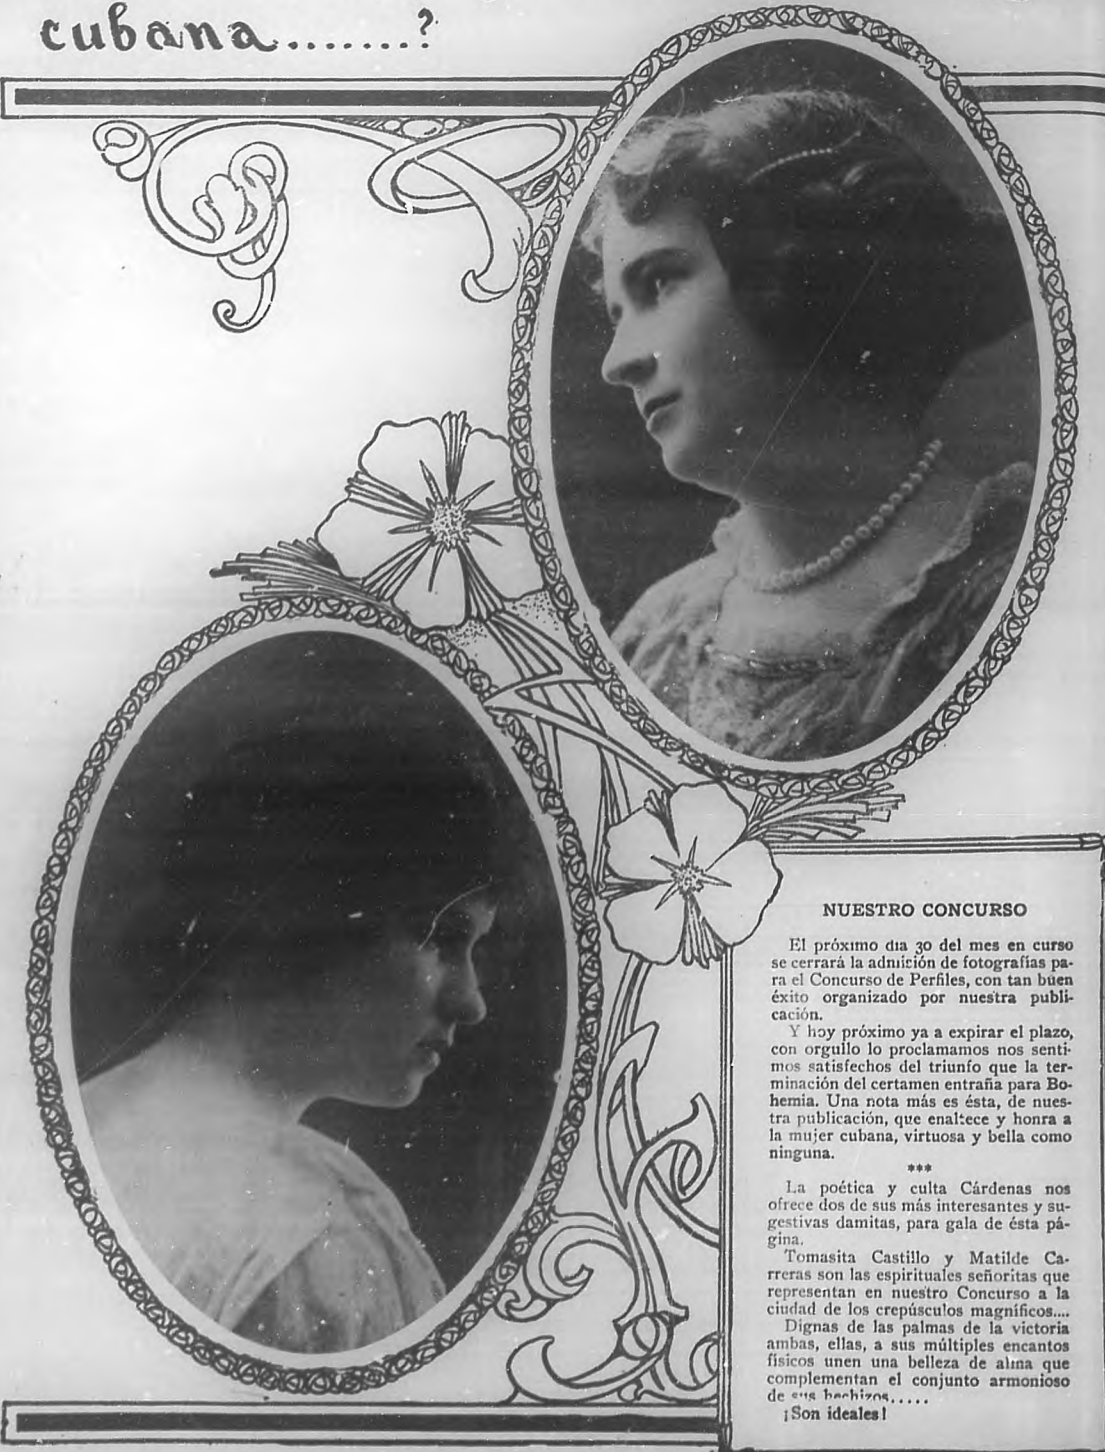 cubana........?
NUESTRO CONCURSO
El próximo dia 30 del mes en curso
se cerrará la admisión de fotografías pa-
ra el Concurso de Perfiles, con tan buen
éxito organizado por nuestra publi-
cación.
Y hoy próximo ya a expirar el plazo,
con orgullo lo proclamamos nos senti-
mos satisfechos del triunfo que la ter-
minación del certamen entraña para Bo-
hemia. Una nota más es ésta, de nues-
tra publicación, que enaltece y honra a
la mujer cubana, virtuosa y bella como
ninguna.
***
La poética y culta Cárdenas nos
ofrece dos de sus más interesantes y su-
gestivas damitas, para gala de ésta pá-
gina.
Tomasita Castillo y Matilde Ca-
rreras son las espirituales señoritas que
representan en nuestro Concurso a la
ciudad de los crepúsculos magníficos....
Dignas de las palmas de la victoria
ambas, ellas, a sus múltiples encantos
físicos unen una belleza de alma que
complementan el conjunto armonioso
de sus hechizos.....
¡Son ideales!